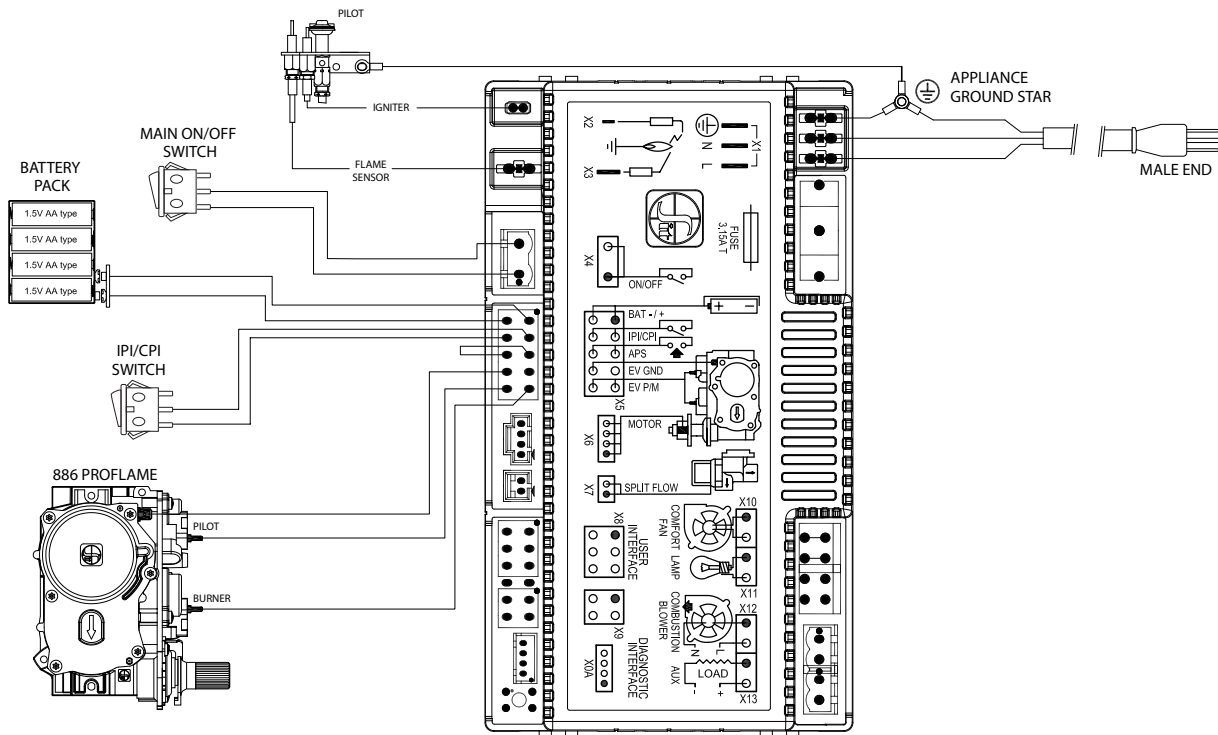 PILOT
IGNITER
FLAME
SENSOR
MAIN ON/OFF
SWITCH
BATTERY
PACK
1.5V AA type
1.5V AA type
1.5V AA type
1.5V AA type
IPI/CPI
SWITCH
886 PROFLAME
PILOT
BURNER
APPLIANCE
GROUND STAR
MALE END
X2
X3
N
L
X1
FUSE
3,15A T
X4
ON/OFF
BAT - / +
IPI/CPI
APS
EV GND
EV P/M
X5
MOTOR
X6
SPLIT FLOW
X7
X8
USER
INTERFACE
X9
DIAGNOSTIC
INTERFACE
X0A
COMFORT
FAN
X10
LAMP
X11
COMBUSTION
BLOWER
X12
N
L
AUX
LOAD
- +
X13